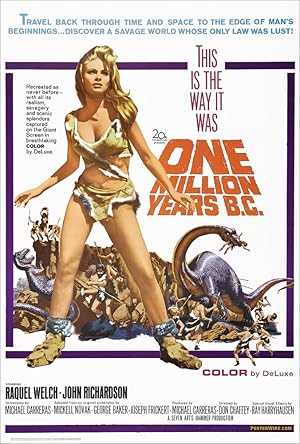 TRAVEL BACK THROUGH TIME AND SPACE TO THE EDGE OF MAN'S
BEGINNINGS...DISCOVER A SAVAGE WORLD WHOSE ONLY LAW WAS LUST!
THIS
IS THE
WAY IT
WAS
Recreated as
never before–
with all its
realism,
savagery
and scenic
splendors
captured
on the Giant
Screen in
breathtaking
COLOR
by DeLuxe.
20th
ONE
MILLION
YEARS B.C.
COLOR by DeLuxe
RAQUEL WELCH - JOHN RICHARDSON
Screenplay by
MICHAEL CARRERAS
Adapted from an original screenplay by
MICKELL NOVAK - GEORGE BAKER - JOSEPH FRICKERT
Produced by
MICHAEL CARRERAS
Directed by
DON CHAFFEY
Special Visual Effects by
RAY HARRYHAUSEN
A SEVEN ARTS-HAMMER PRODUCTION
POSTERWIRE.COM